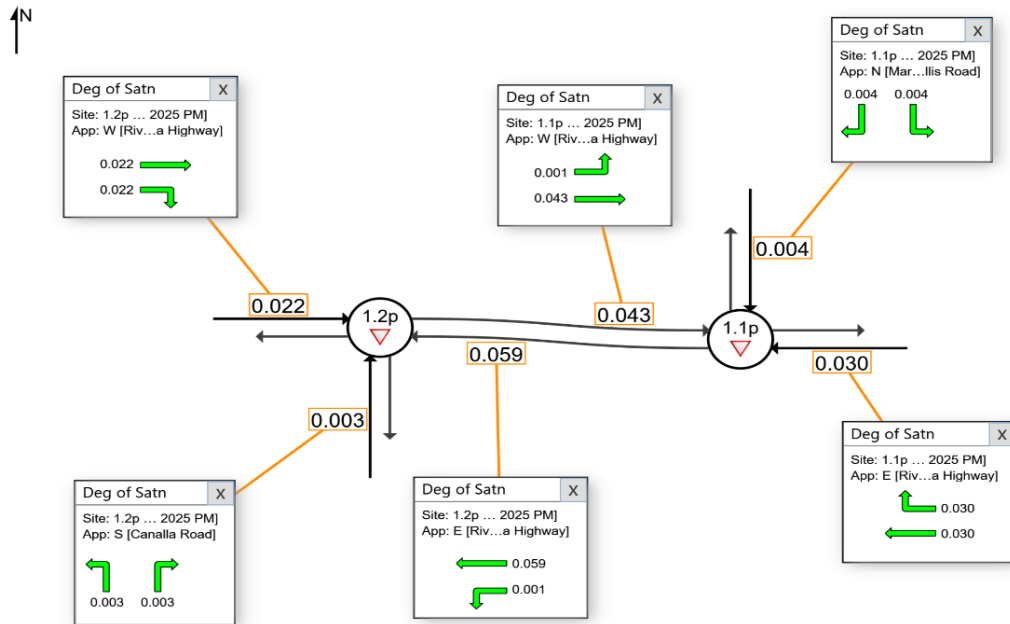 N
Deg of Satn X
Site: 1.1p ... 2025 PM]
App: N [Mar...llis Road]
0.004 0.004
Deg of Satn X
Site: 1.2p ... 2025 PM]
App: W [Riv...a Highway]
0.022
0.022
Deg of Satn X
Site: 1.1p ... 2025 PM]
App: W [Riv...a Highway]
0.001
0.043
0.004
0.022
1.2p
0.043
1.1p
0.059
0.030
0.003
Deg of Satn X
Site: 1.1p ... 2025 PM]
App: E [Riv...a Highway]
0.030
0.030
Deg of Satn X
Site: 1.2p ... 2025 PM]
App: S [Canalla Road]
0.003 0.003
Deg of Satn X
Site: 1.2p ... 2025 PM]
App: E [Riv...a Highway]
0.059
0.001